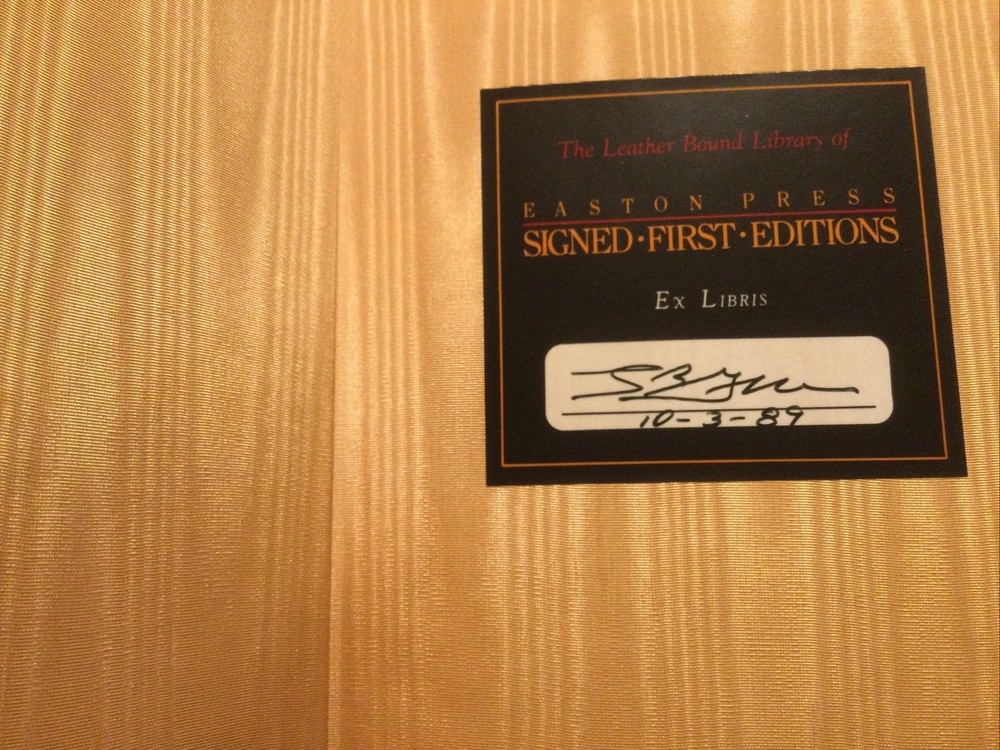 The Leather Bound Library of
EASTON PRESS
SIGNED·FIRST·EDITIONS
EX LIBRIS
10-3-89